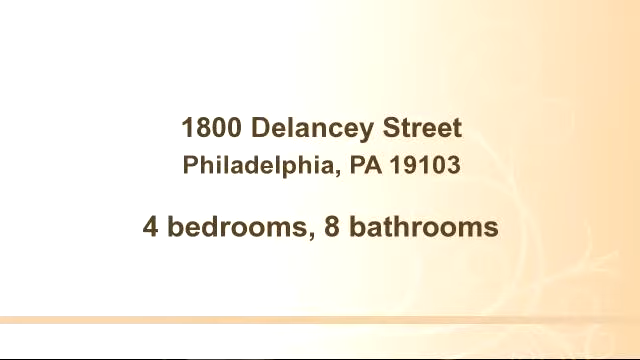 1800 Delancey Street
Philadelphia, PA 19103
4 bedrooms, 8 bathrooms